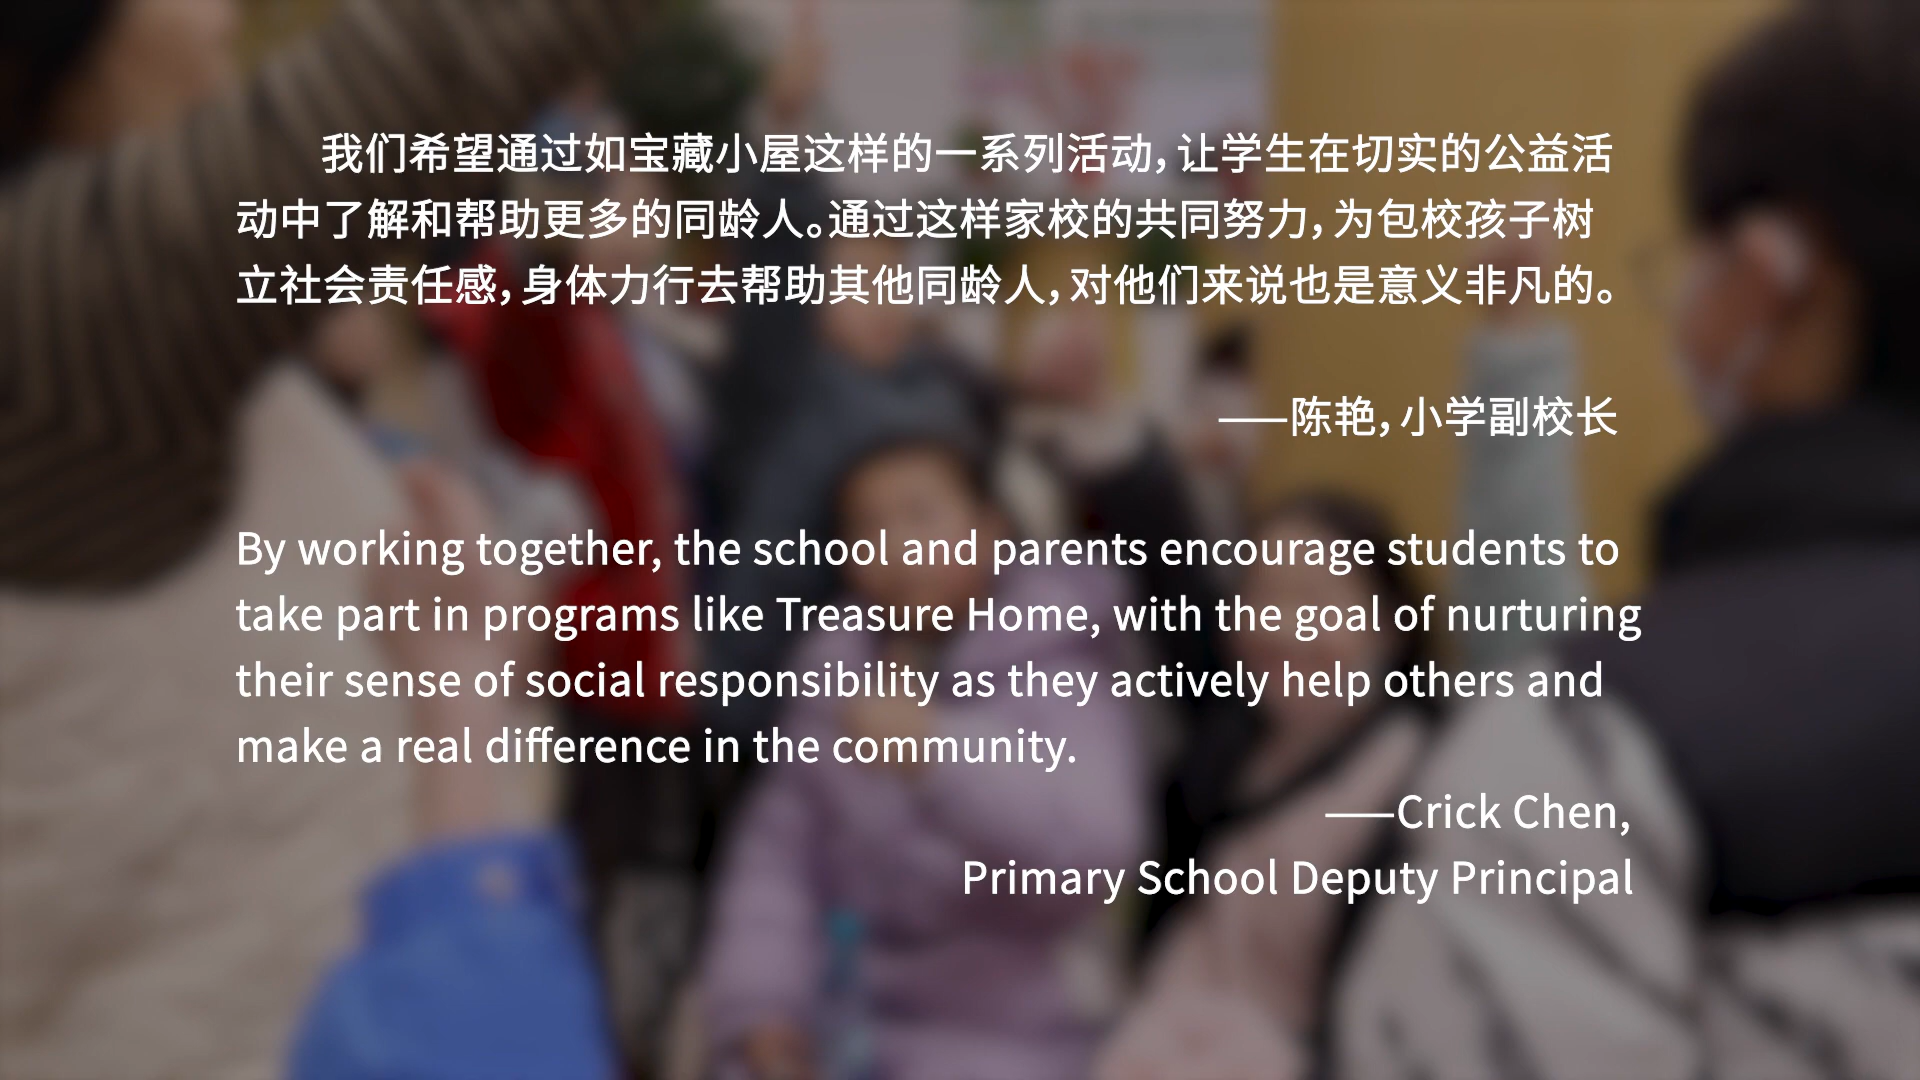 我们希望通过如宝藏小屋这样的一系列活动，让学生在切实的公益活
动中了解和帮助更多的同龄人。通过这样家校的共同努力，为包校孩子树
立社会责任感，身体力行去帮助其他同龄人，对他们来说也是意义非凡的。
——陈艳，小学副校长
By working together, the school and parents encourage students to
take part in programs like Treasure Home, with the goal of nurturing
their sense of social responsibility as they actively help others and
make a real difference in the community.
——Crick Chen,
Primary School Deputy Principal